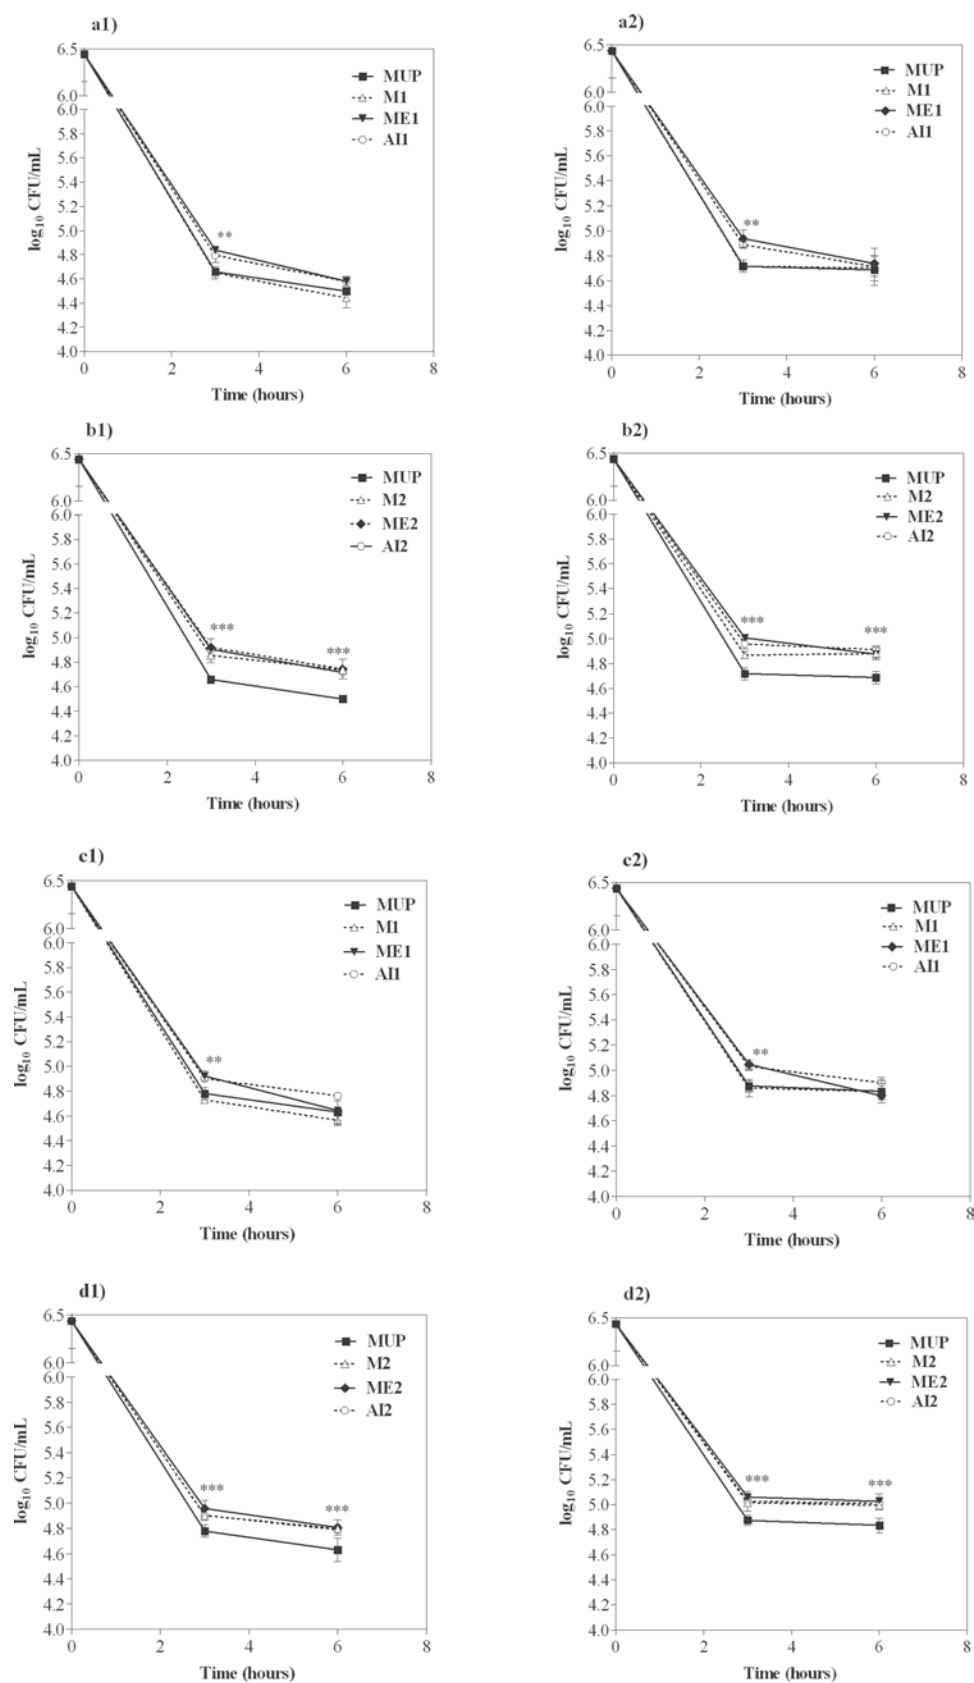 a1)
6.5
6.0
6.0
5.8
5.6
5.4
5.2
5.0
4.8
4.6
4.4
4.2
4.0
log10 CFU/mL
MUP
M1
ME1
AI1
**
0 2 4 6 8
Time (hours)
a2)
6.5
6.0
6.0
5.8
5.6
5.4
5.2
5.0
4.8
4.6
4.4
4.2
4.0
log10 CFU/mL
MUP
M1
ME1
AI1
**
0 2 4 6 8
Time (hours)
b1)
6.5
6.0
6.0
5.8
5.6
5.4
5.2
5.0
4.8
4.6
4.4
4.2
4.0
log10 CFU/mL
MUP
M2
ME2
AI2
*** ***
0 2 4 6 8
Time (hours)
b2)
6.5
6.0
6.0
5.8
5.6
5.4
5.2
5.0
4.8
4.6
4.4
4.2
4.0
log10 CFU/mL
MUP
M2
ME2
AI2
*** ***
0 2 4 6 8
Time (hours)
c1)
6.5
6.0
6.0
5.8
5.6
5.4
5.2
5.0
4.8
4.6
4.4
4.2
4.0
log10 CFU/mL
MUP
M1
ME1
AI1
**
0 2 4 6 8
Time (hours)
c2)
6.5
6.0
6.0
5.8
5.6
5.4
5.2
5.0
4.8
4.6
4.4
4.2
4.0
log10 CFU/mL
MUP
M1
ME1
AI1
**
0 2 4 6 8
Time (hours)
d1)
6.5
6.0
6.0
5.8
5.6
5.4
5.2
5.0
4.8
4.6
4.4
4.2
4.0
log10 CFU/mL
MUP
M2
ME2
AI2
*** ***
0 2 4 6 8
Time (hours)
d2)
6.5
6.0
6.0
5.8
5.6
5.4
5.2
5.0
4.8
4.6
4.4
4.2
4.0
log10 CFU/mL
MUP
M2
ME2
AI2
*** ***
0 2 4 6 8
Time (hours)